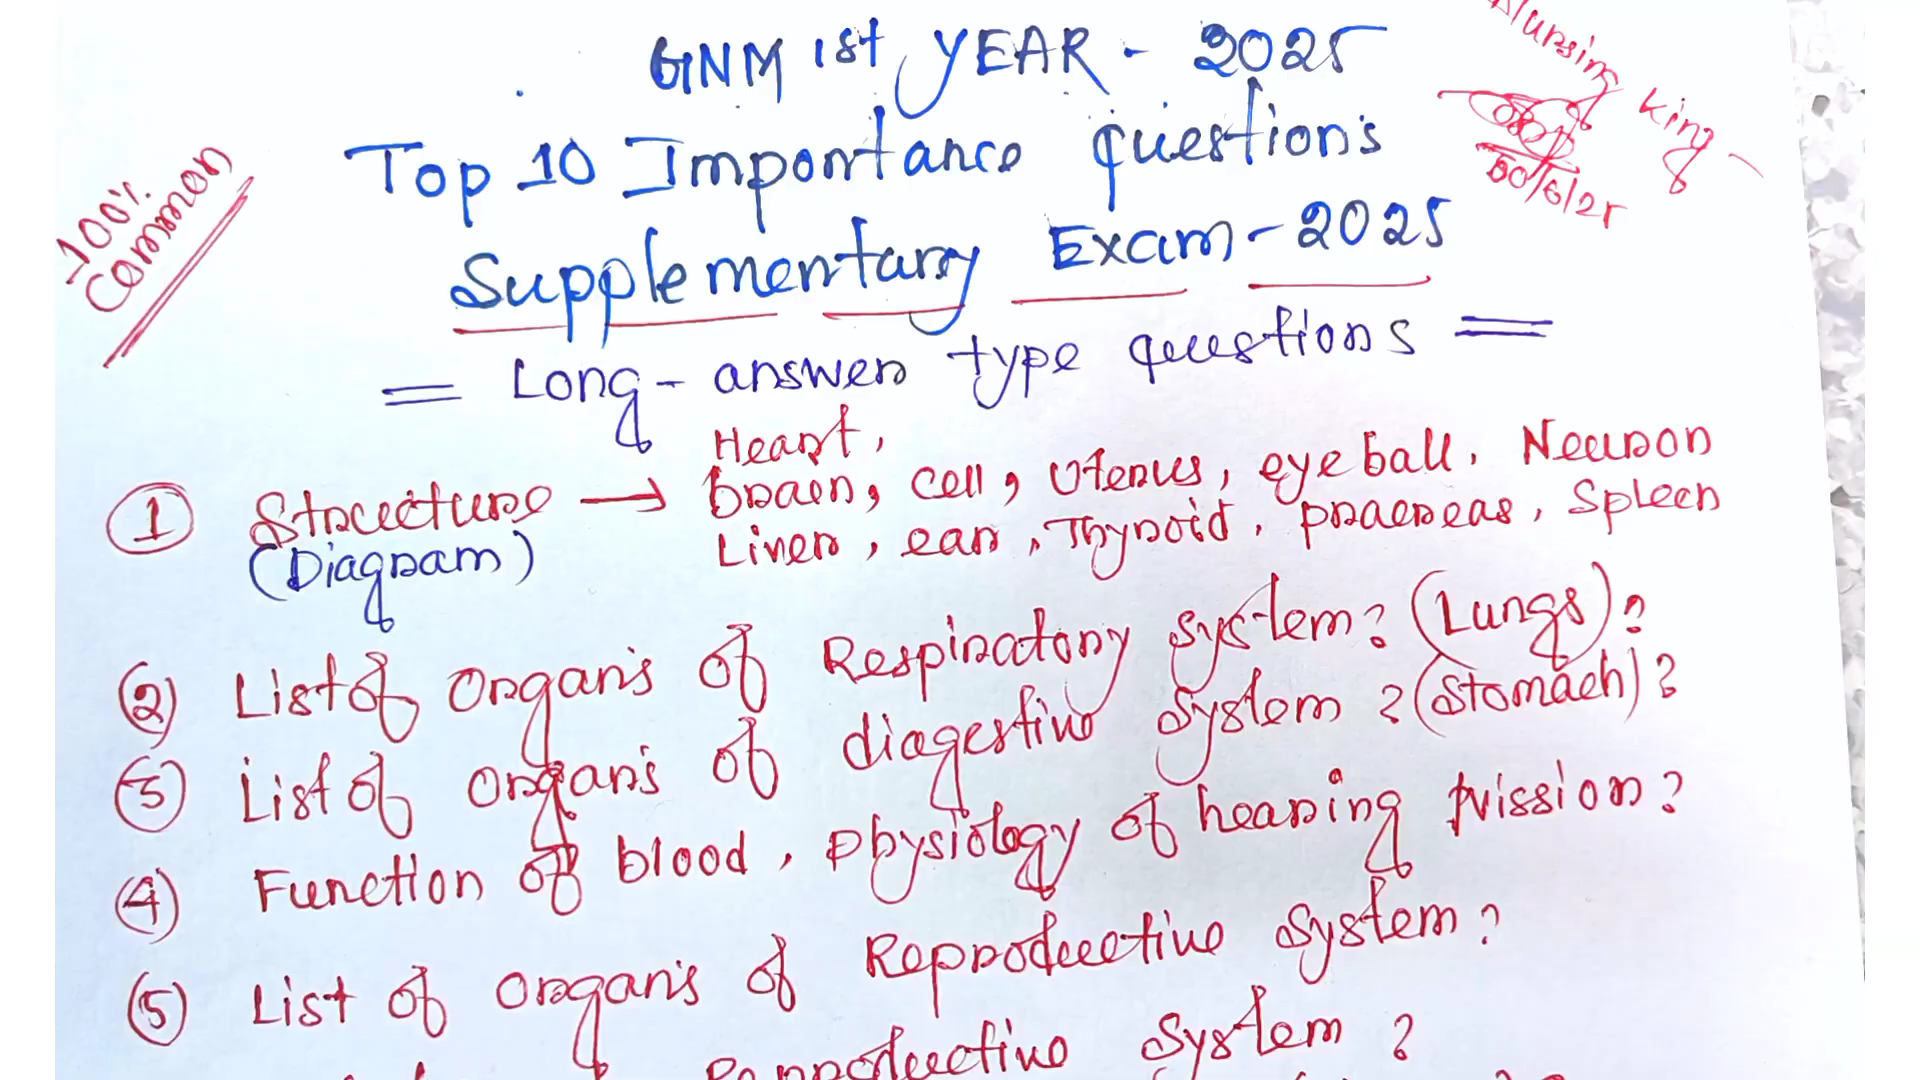 GNM 1st YEAR - 2025
Top 10 Importance questions
Supplementary Exam - 2025
= Long - answer type questions =
100% common
Nursing King
30/6/25
① Structure → Heart,
brain, cell, Uterus, eye ball, Neuron
(Diagram) Liver, ear, Thyroid, pancreas, Spleen
② List of Organ's of Respiratory system? (Lungs)?
③ List of organ's of diagestive system? (Stomach)?
④ Function of blood, physiology of hearing vission?
⑤ List of organ's of Reproductive system?
Reproductive system?